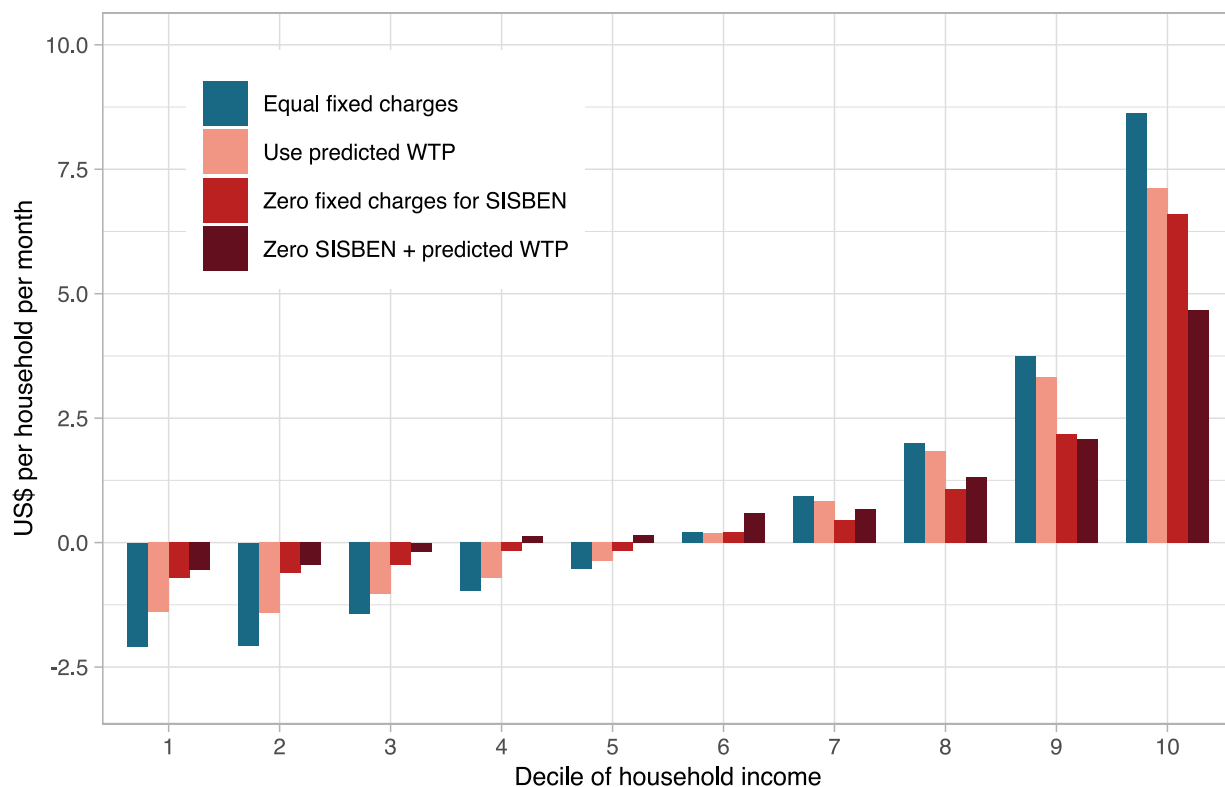 10.0
7.5
5.0
2.5
0.0
-2.5
US$ per household per month
Equal fixed charges
Use predicted WTP
Zero fixed charges for SISBEN
Zero SISBEN + predicted WTP
1 2 3 4 5 6 7 8 9 10
Decile of household income